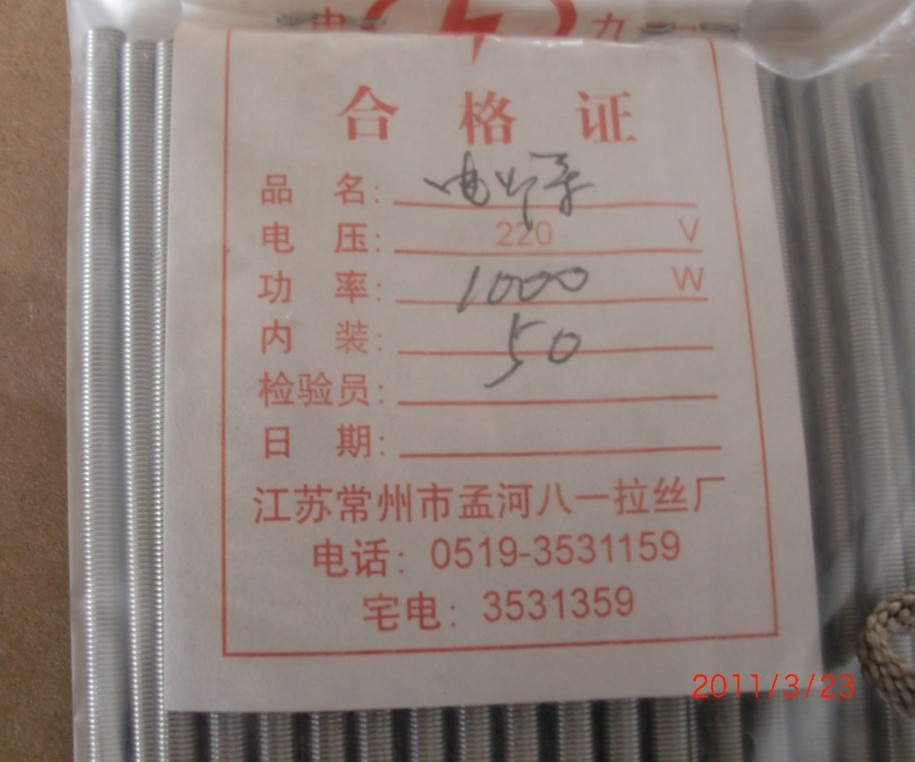 合格证
品 名:
电 压: 220 V
功 率: 1000 W
内 装: 50
检验员:
日 期:
江苏常州市孟河八一拉丝厂
电话: 0519-3531159
宅电: 3531359
2011/3/23